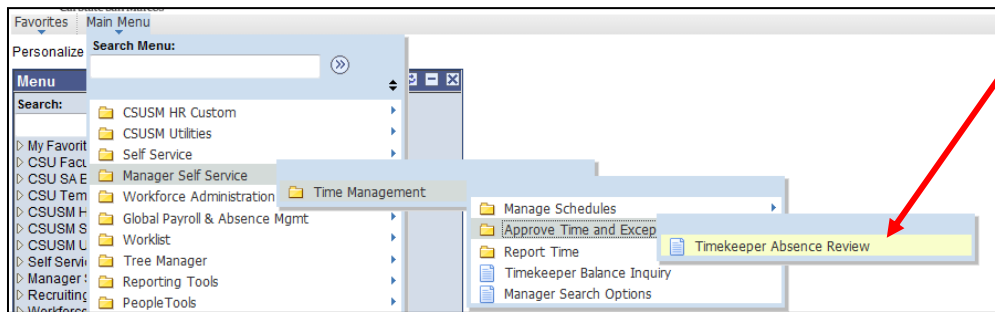 Favorites Main Menu
Personalize
Search Menu:
Menu
Search:
CSUSM HR Custom
CSUSM Utilities
Self Service
Manager Self Service
Workforce Administration
Global Payroll & Absence Mgmt
Worklist
Tree Manager
Reporting Tools
PeopleTools
My Favorit
CSU Facu
CSU SA E
CSU Tem
CSUSM H
CSUSM S
CSUSM U
Self Servi
Manager
Recruiting
Time Management
Manage Schedules
Approve Time and Excep
Report Time
Timekeeper Balance Inquiry
Manager Search Options
Timekeeper Absence Review